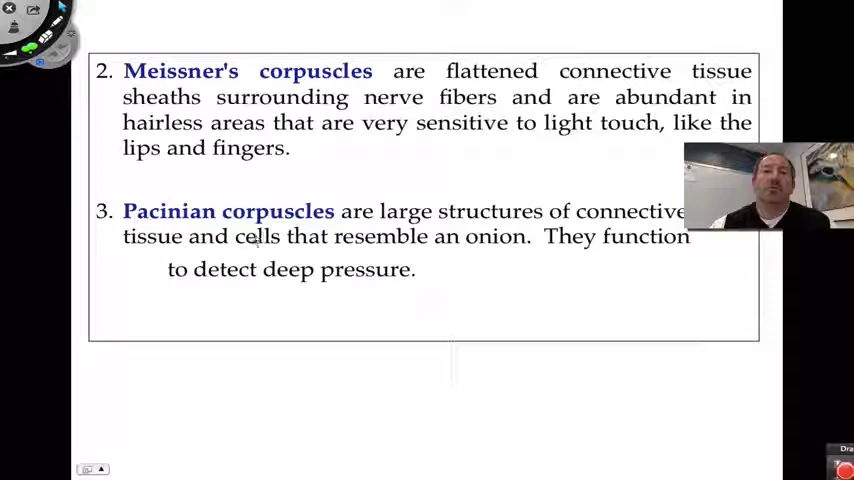 2. Meissner's corpuscles are flattened connective tissue
sheaths surrounding nerve fibers and are abundant in
hairless areas that are very sensitive to light touch, like the
lips and fingers.
3. Pacinian corpuscles are large structures of connective
tissue and cells that resemble an onion. They function
to detect deep pressure.
Dra